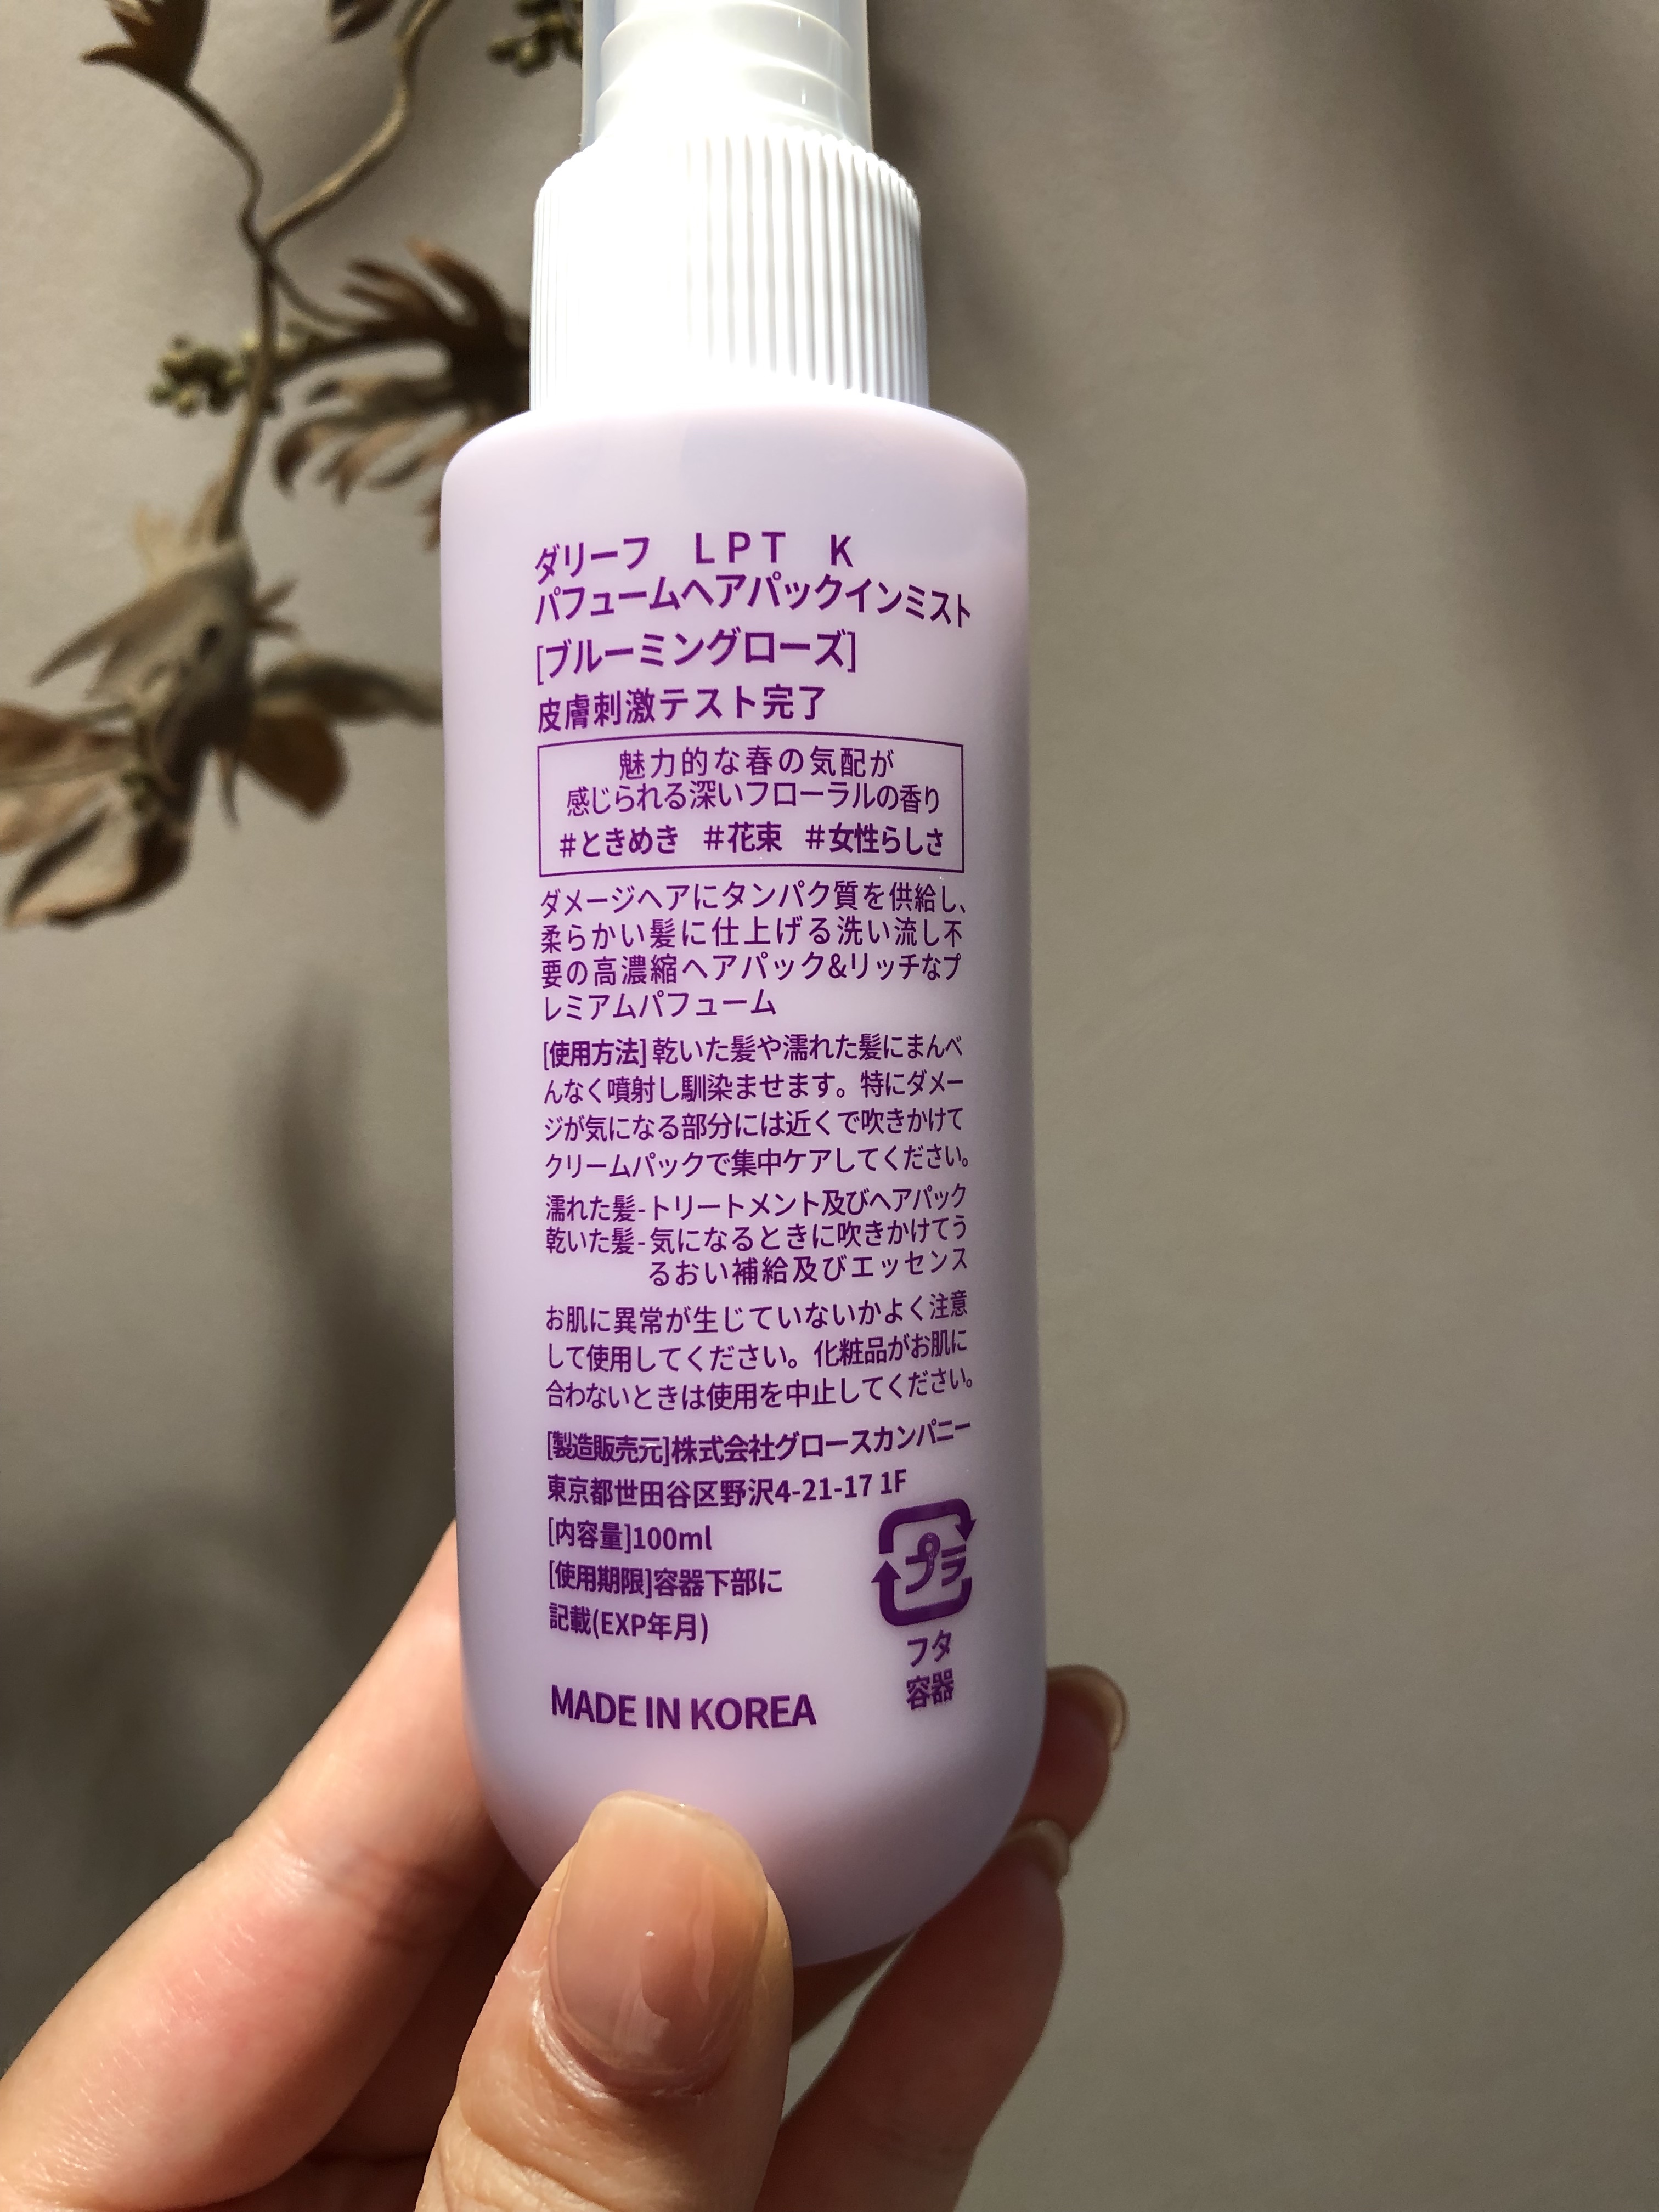 ダリーフ　ＬＰＴ　K
パフュームヘアパックインミスト
[ブルーミングローズ]
皮膚刺激テスト完了
魅力的な春の気配が
感じられる深いフローラルの香り
#ときめき #花束 #女性らしさ
ダメージヘアにタンパク質を供給し、
柔らかい髪に仕上げる洗い流し不
要の高濃縮ヘアパック&リッチなプ
レミアムパフューム
[使用方法]乾いた髪や濡れた髪にまんべ
んなく噴射し馴染ませます。特にダメー
ジが気になる部分には近くで吹きかけて
クリームパックで集中ケアしてください。
濡れた髪-トリートメント及びヘアパック
乾いた髪-気になるときに吹きかけてう
るおい補給及びエッセンス
お肌に異常が生じていないかよく注意
して使用してください。化粧品がお肌に
合わないときは使用を中止してください。
[製造販売元]株式会社グロースカンパニー
東京都世田谷区野沢4-21-17 1F
[内容量]100ml
[使用期限]容器下部に
記載(EXP年月)
プラ
フタ
容器
MADE IN KOREA